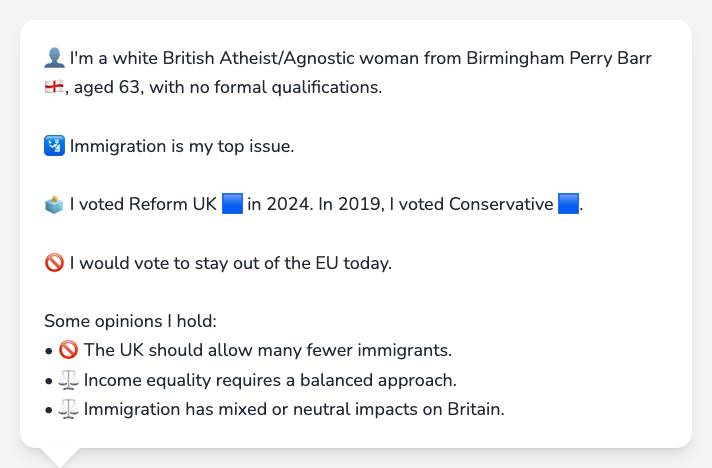 👤 I'm a white British Atheist/Agnostic woman from Birmingham Perry Barr
🏴󠁧󠁢󠁥󠁮󠁧󠁿, aged 63, with no formal qualifications.
🛂 Immigration is my top issue.
🗳️ I voted Reform UK 🟦 in 2024. In 2019, I voted Conservative 🟦.
🚫 I would vote to stay out of the EU today.
Some opinions I hold:
• 🚫 The UK should allow many fewer immigrants.
• ⚖️ Income equality requires a balanced approach.
• ⚖️ Immigration has mixed or neutral impacts on Britain.